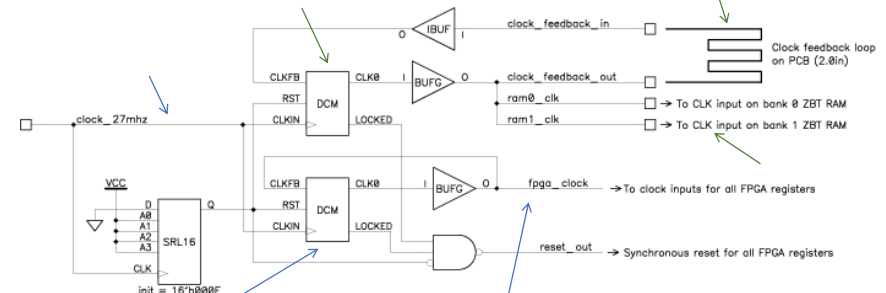 O IBUF I clock_feedback_in
Clock feedback loop
on PCB (2.0in)
CLKFB CLK0 I BUFG O clock_feedback_out
RST DCM ram0_clk To CLK input on bank 0 ZBT RAM
clock_27mhz CLKIN LOCKED ram1_clk To CLK input on bank 1 ZBT RAM
VCC CLKFB CLK0 I BUFG O fpga_clock To clock inputs for all FPGA registers
D Q RST DCM
A0
A1 CLKIN LOCKED
A2 SRL16
A3 reset_out Synchronous reset for all FPGA registers
CLK
init = 16'h000F